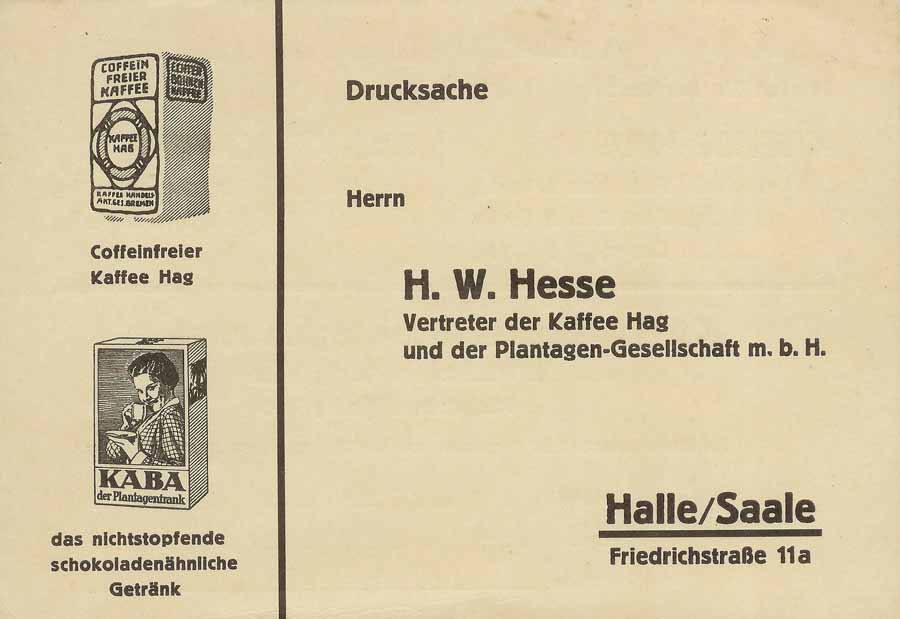 COFFEIN
FREIER
KAFFEE
ECHTER
BOHNEN
KAFFEE
KAFFEE
HAG
KAFFEE HANDELS
AKT.GES.BREMEN
Coffeinfreier
Kaffee Hag
KABA
der Plantagentrank
das nichtstopfende
schokoladenähnliche
Getränk
Drucksache
Herrn
H. W. Hesse
Vertreter der Kaffee Hag
und der Plantagen-Gesellschaft m. b. H.
Halle/Saale
Friedrichstraße 11a